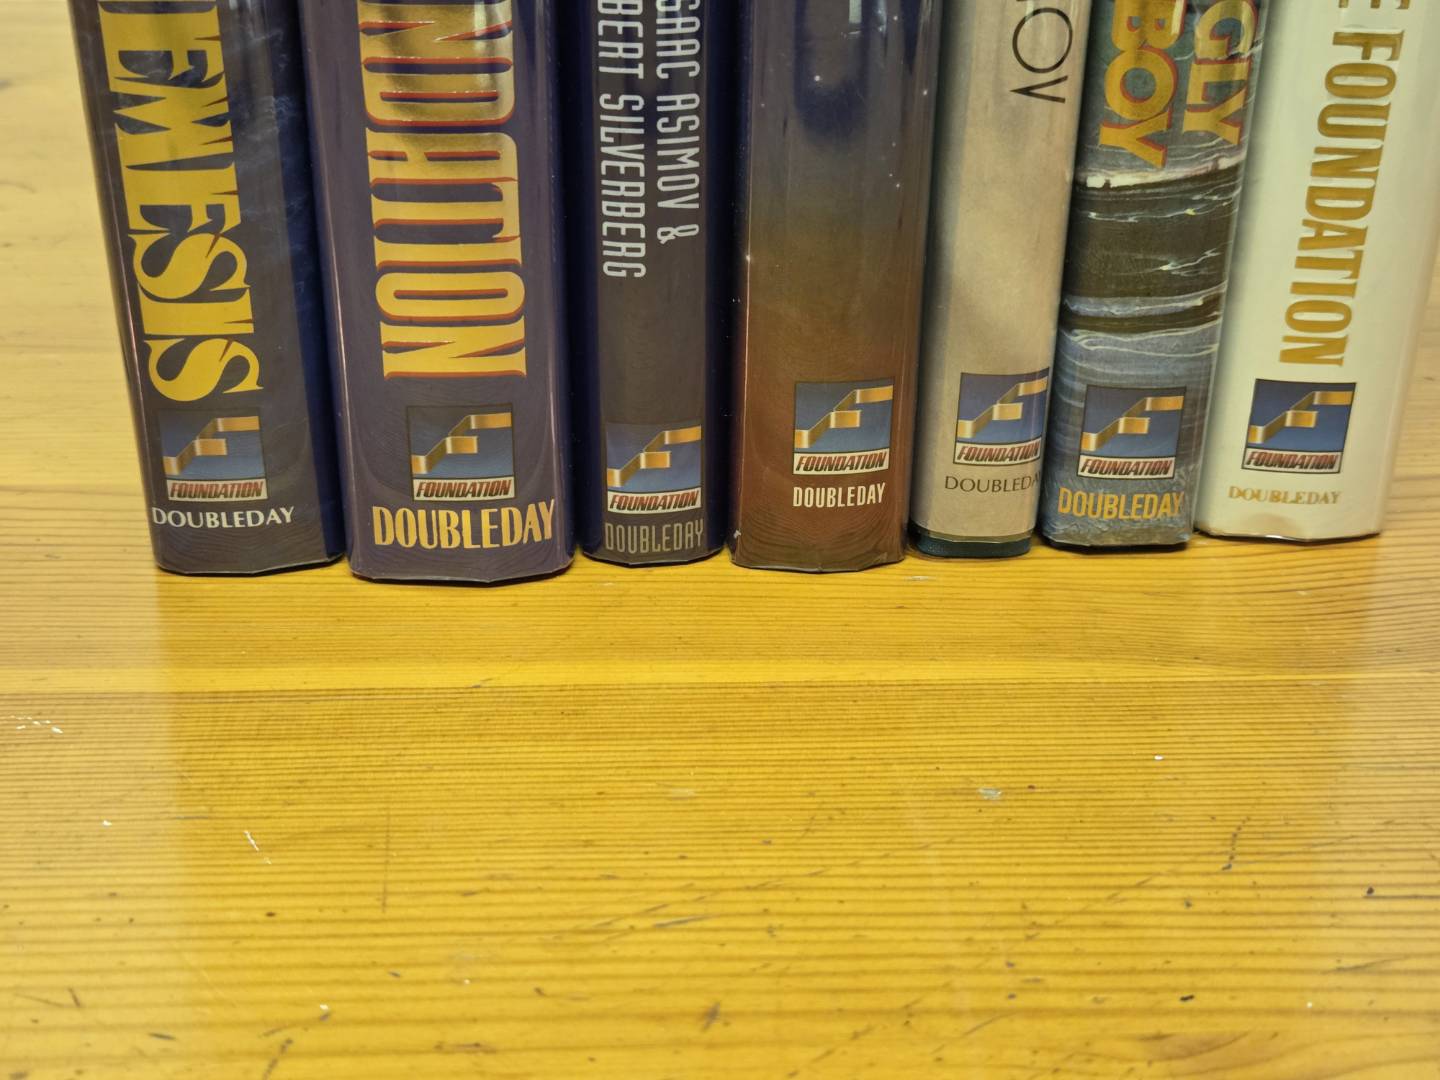 EMESIS
FOUNDATION
DOUBLEDAY
NDATION
FOUNDATION
DOUBLEDAY
SAAC ASIMOV &
BERT SILVERBERG
FOUNDATION
DOUBLEDAY
FOUNDATION
DOUBLEDAY
OV
FOUNDATION
DOUBLEDA
GLY
BOY
FOUNDATION
DOUBLEDAY
E FOUNDATION
FOUNDATION
DOUBLEDAY